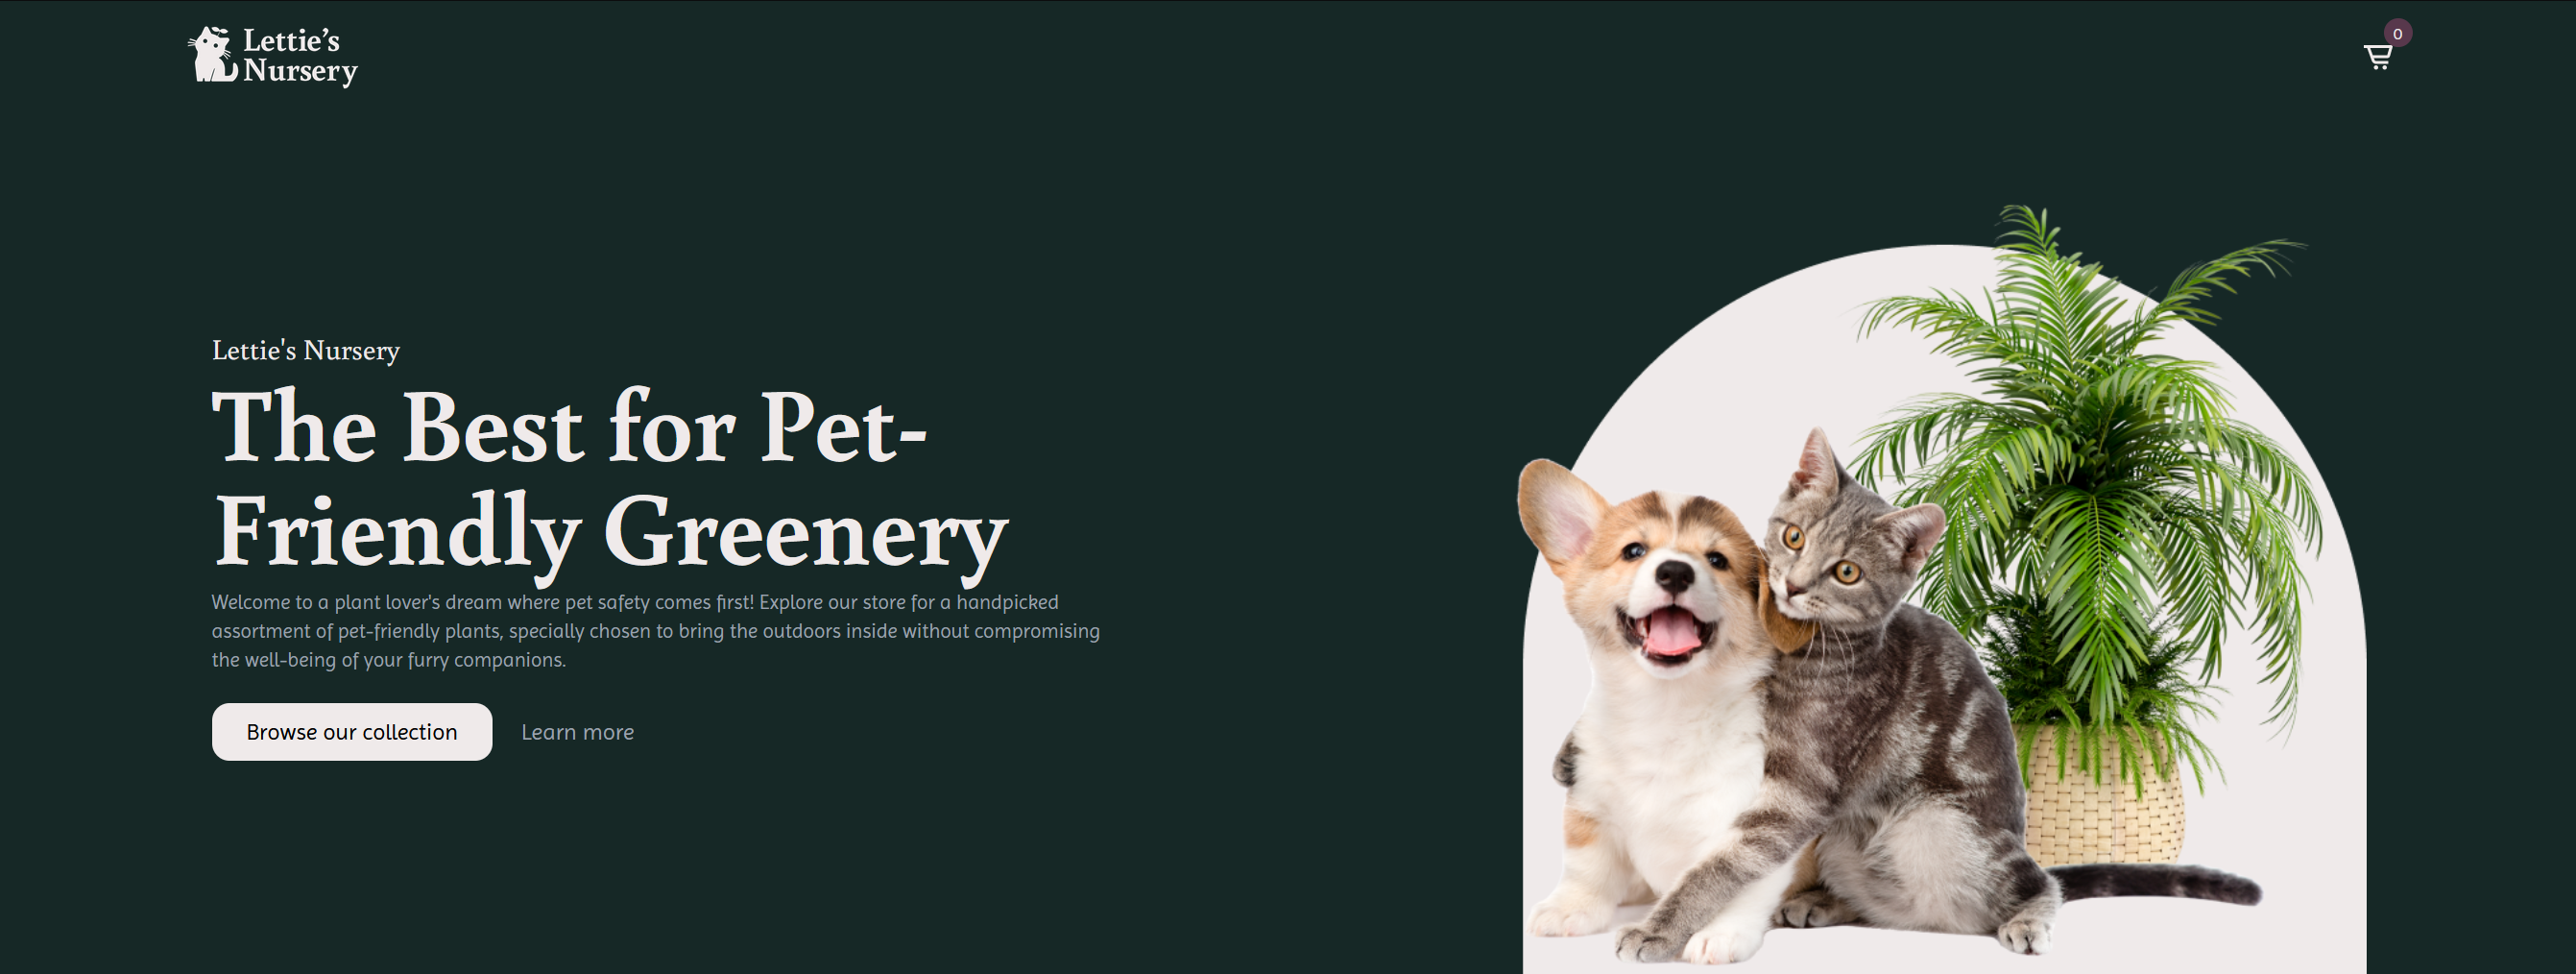 Lettie’s
Nursery
0
Lettie's Nursery
The Best for Pet-
Friendly Greenery
Welcome to a plant lover's dream where pet safety comes first! Explore our store for a handpicked
assortment of pet-friendly plants, specially chosen to bring the outdoors inside without compromising
the well-being of your furry companions.
Browse our collection
Learn more